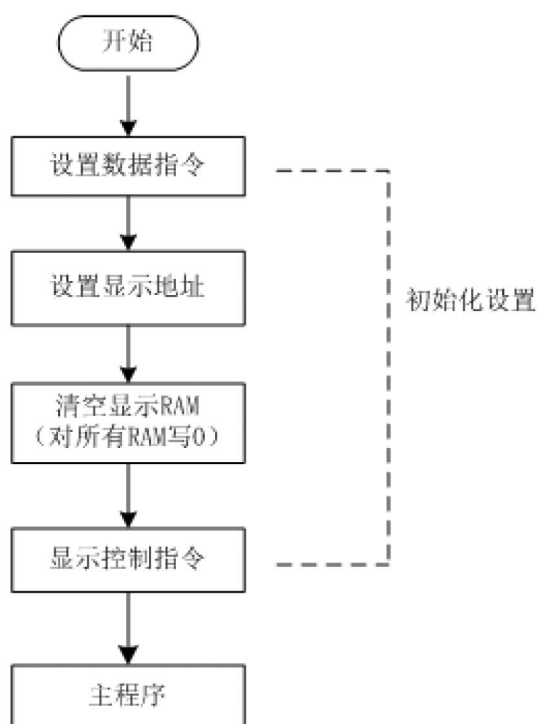 开始
设置数据指令
设置显示地址
初始化设置
清空显示RAM
（对所有RAM写0）
显示控制指令
主程序